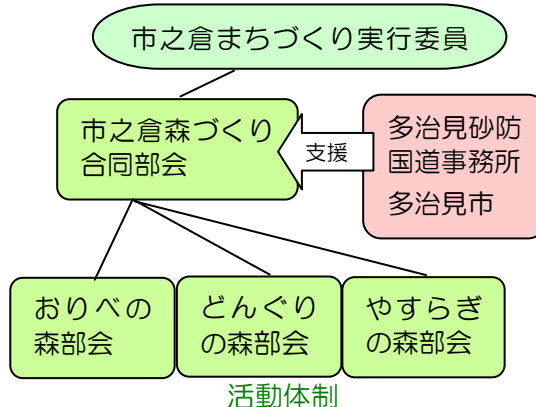 市之倉まちづくり実行委員
市之倉森づくり
合同部会
支援
多治見砂防
国道事務所
多治見市
おりべの
森部会
どんぐり
の森部会
やすらぎ
の森部会
活動体制